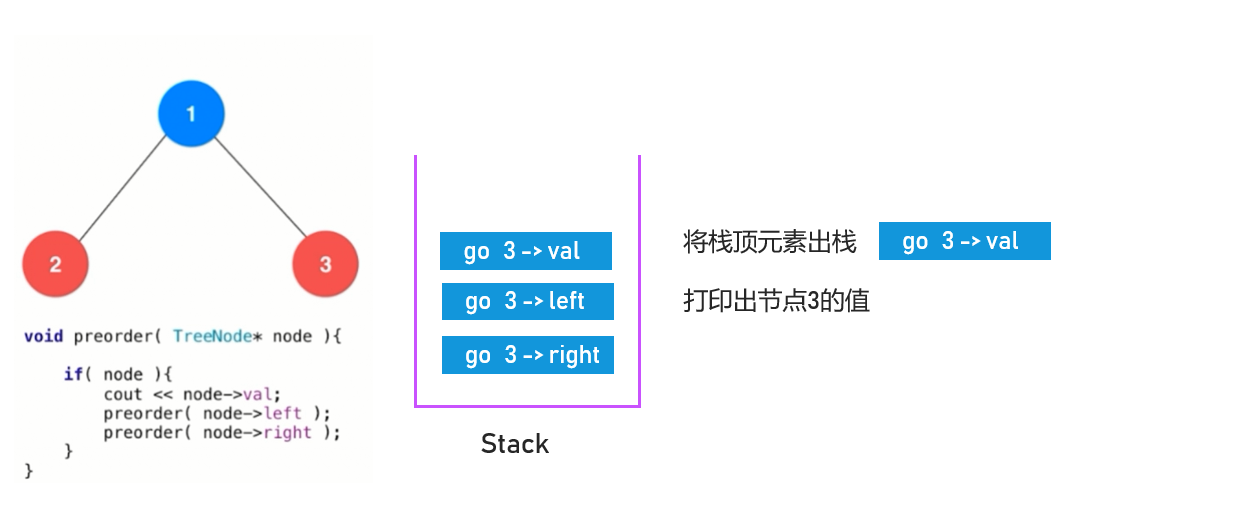 1
2
3
void preorder( TreeNode* node ){
if( node ){
cout << node->val;
preorder( node->left );
preorder( node->right );
}
}
go 3 -> val
go 3 -> left
go 3 -> right
Stack
将栈顶元素出栈 go 3 -> val
打印出节点3的值